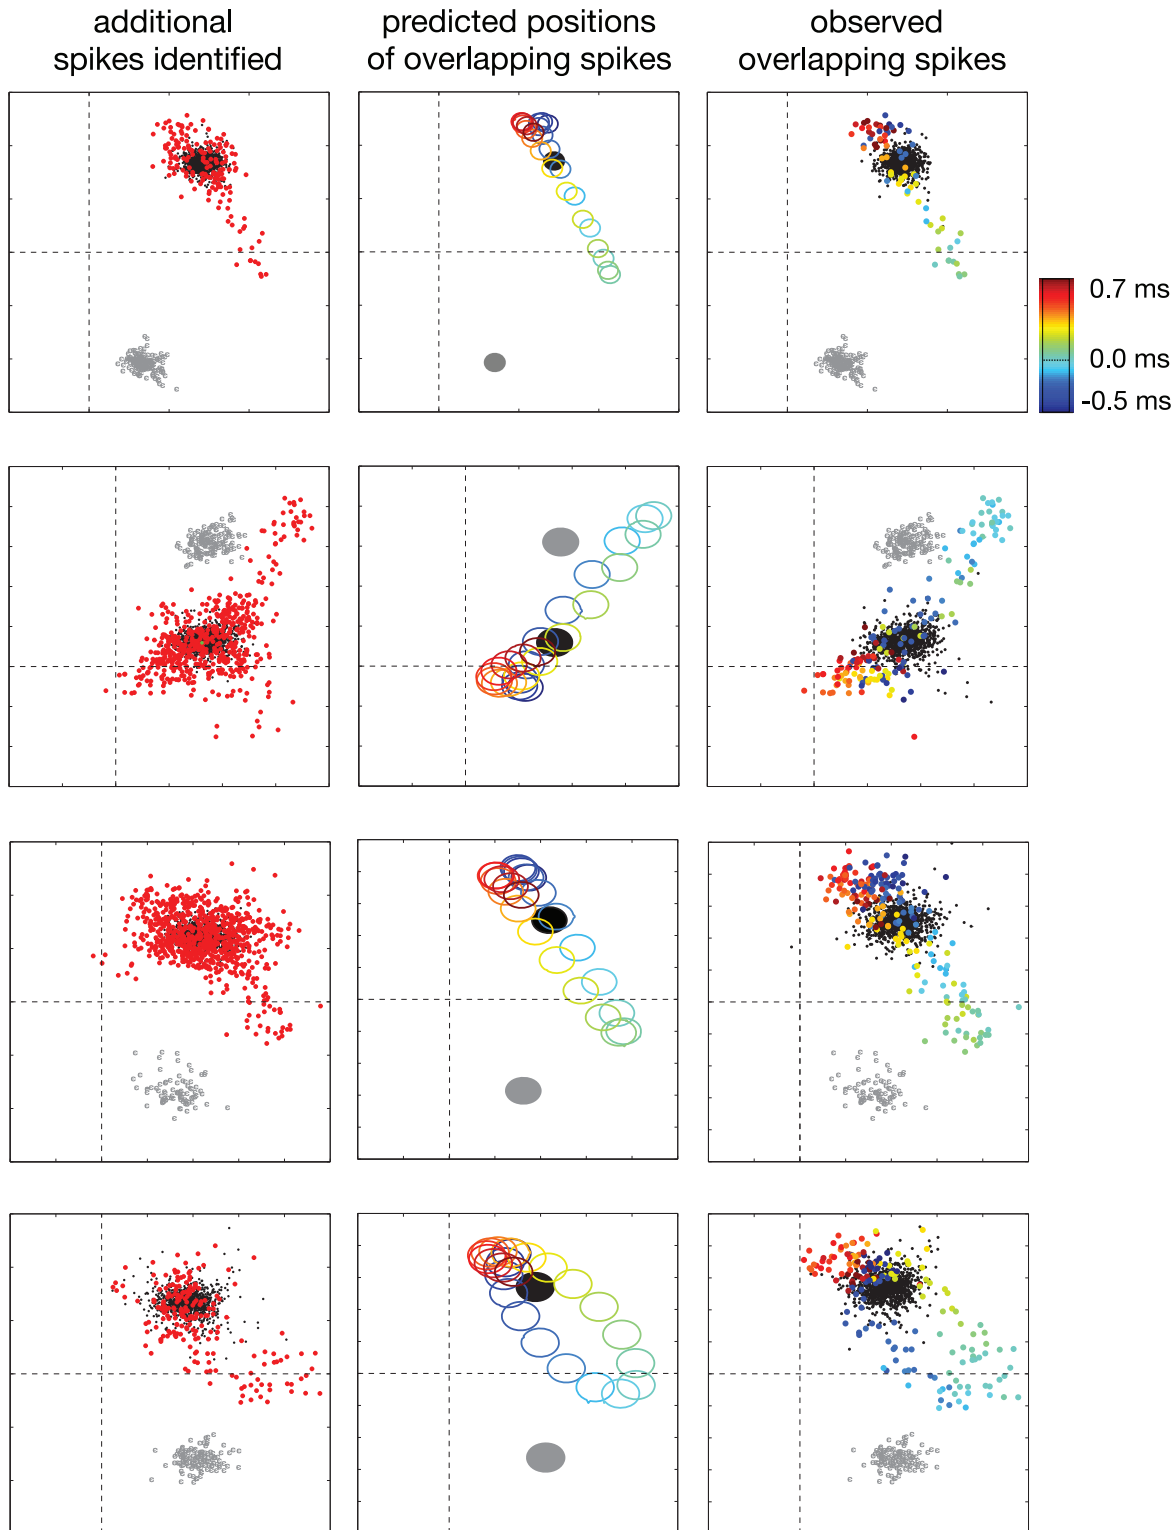 additional
spikes identified
predicted positions
of overlapping spikes
observed
overlapping spikes
0.7 ms
0.0 ms
-0.5 ms